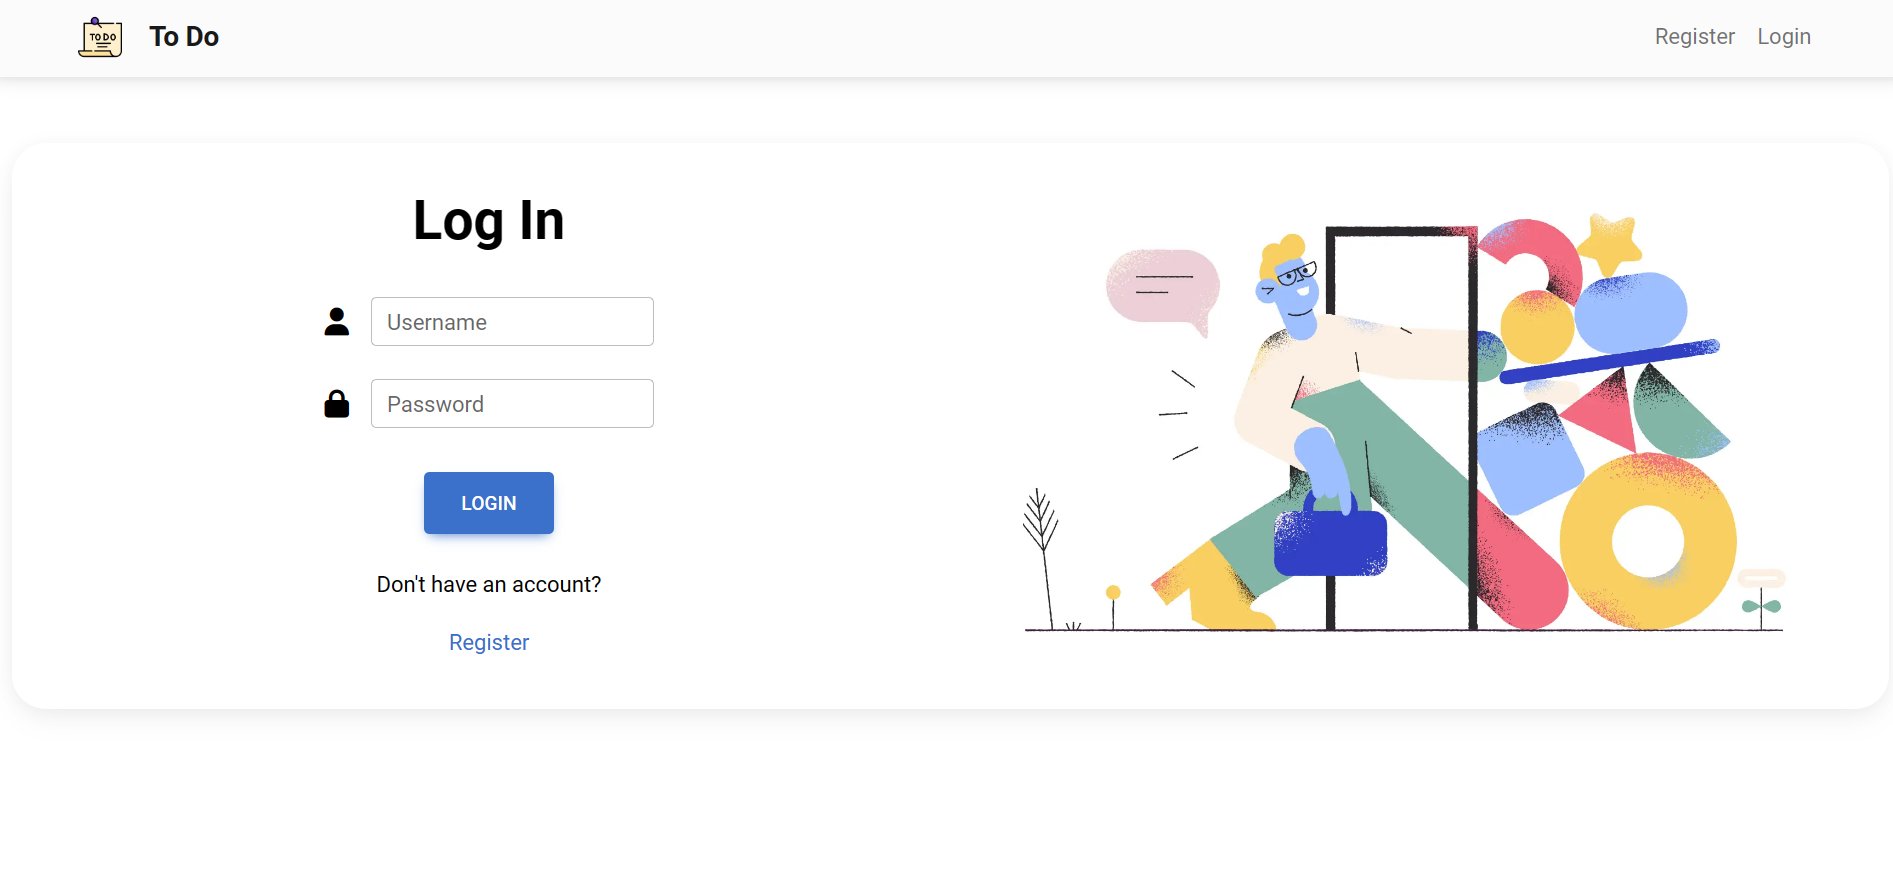 TO DO
To Do
Register
Login
Log In
Username
Password
LOGIN
Don't have an account?
Register